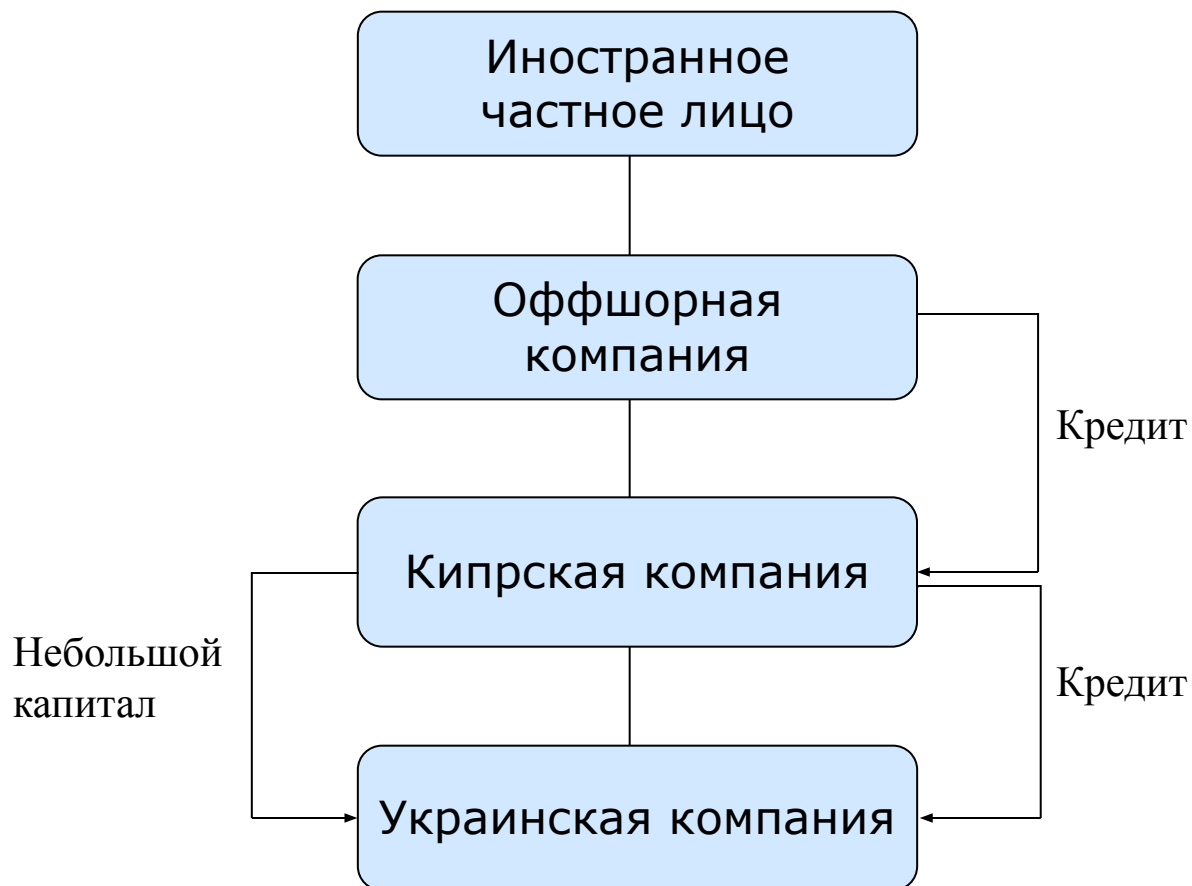 Иностранное
частное лицо
Оффшорная
компания
Кредит
Кипрская компания
Небольшой
капитал
Кредит
Украинская компания